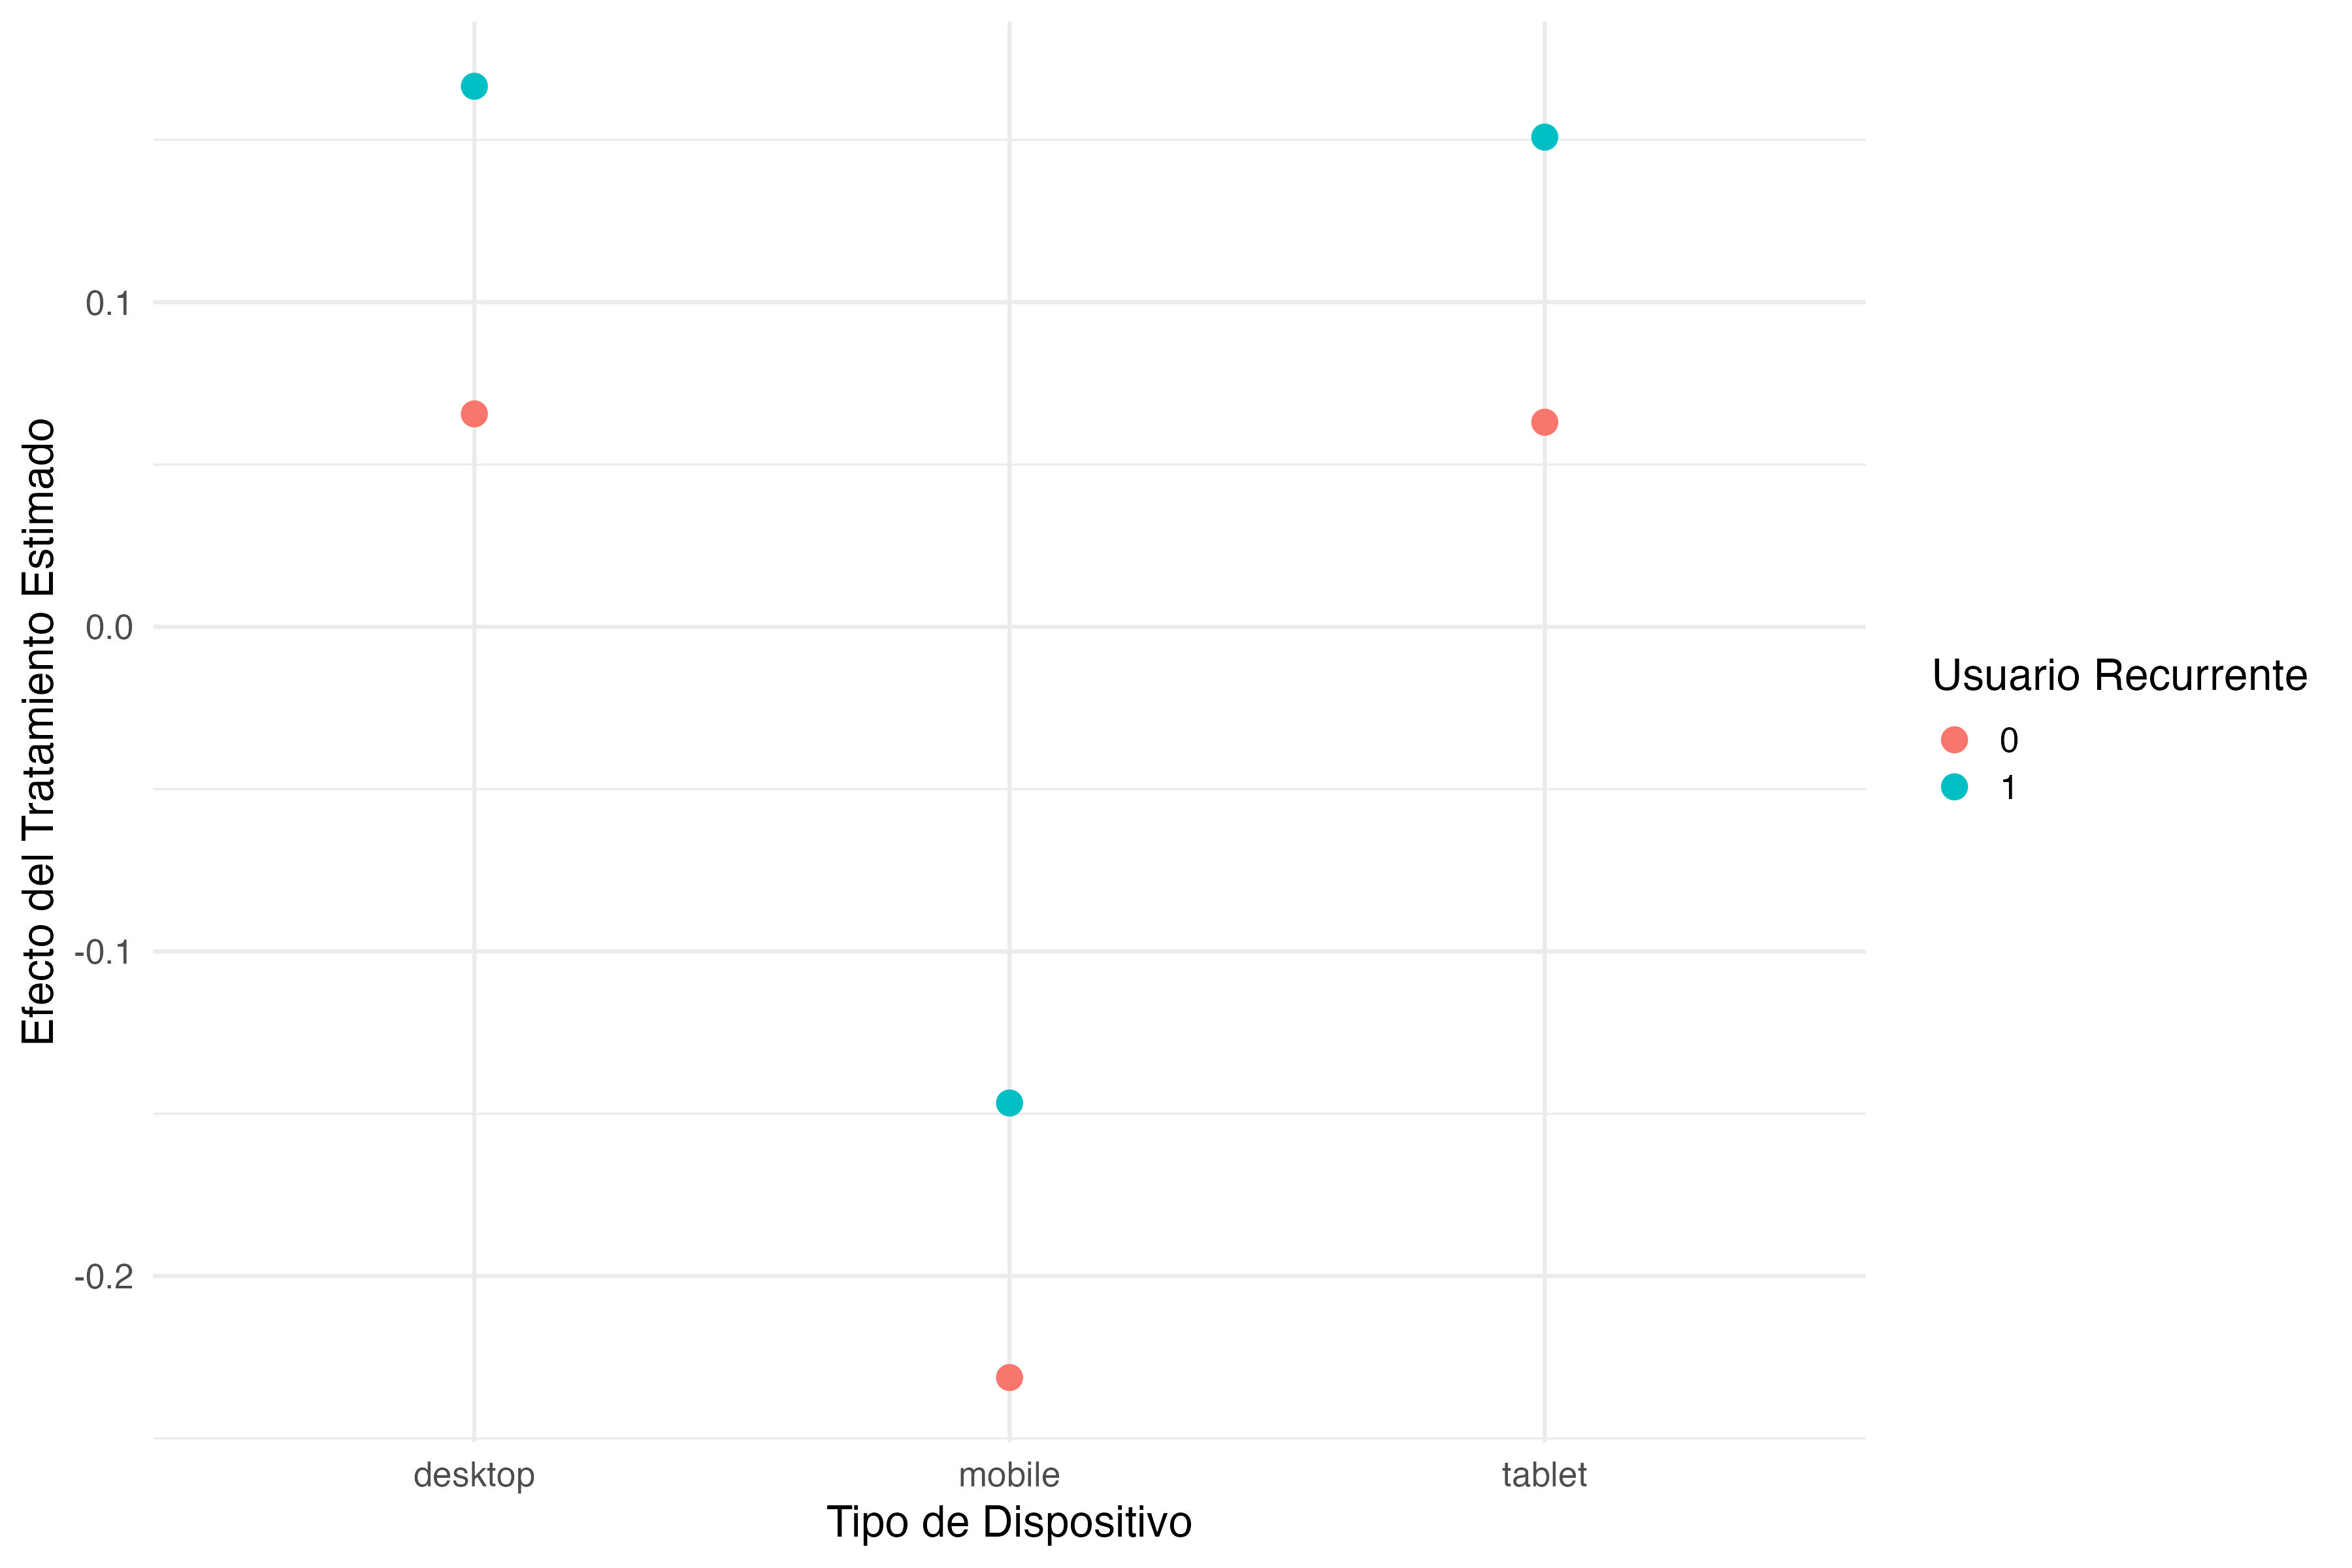 Efecto del Tratamiento Estimado
0.1
0.0
-0.1
-0.2
desktop
mobile
tablet
Tipo de Dispositivo
Usuario Recurrente
0
1